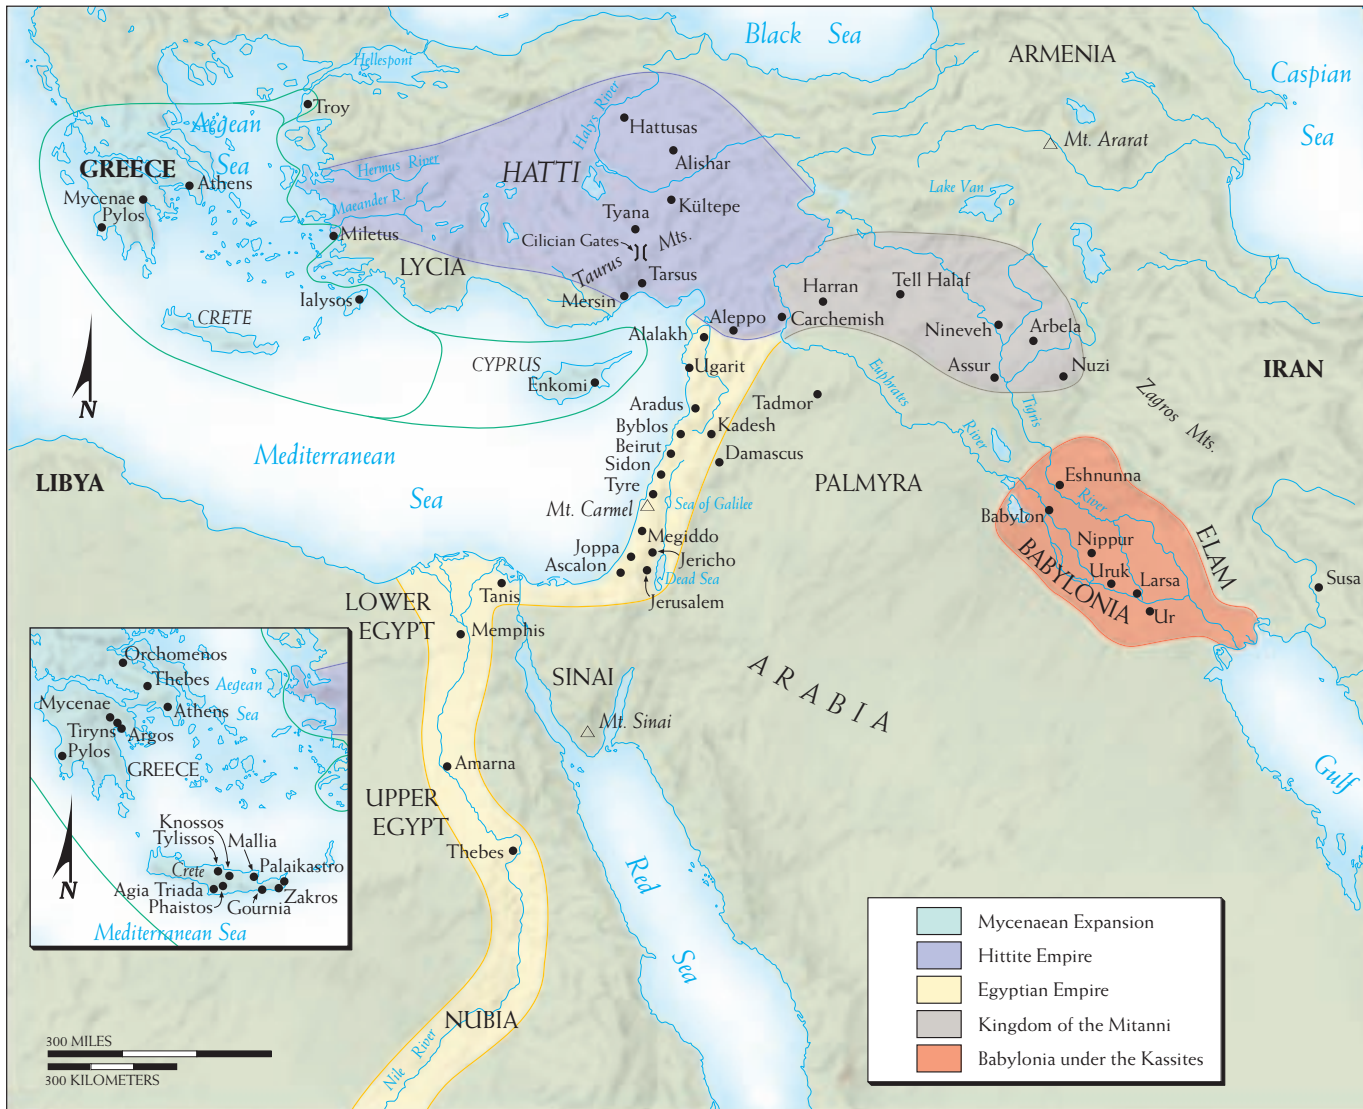 Black Sea
ARMENIA
Caspian
Sea
Hellespont
Troy
Aegean
Sea
GREECE
Athens
Mycenae
Pylos
Hermus River
Maeander R.
Miletus
LYCIA
Ialysos
CRETE
N
Halys River
Hattusas
Alishar
HATTI
Kültepe
Tyana
Cilician Gates
Taurus Mts.
Tarsus
Mersin
Mt. Ararat
Lake Van
Harran
Tell Halaf
Carchemish
Nineveh
Arbela
Assur
Nuzi
Aleppo
Alalakh
Ugarit
CYPRUS
Enkomi
Aradus
Byblos
Beirut
Sidon
Tyre
Mt. Carmel
Kadesh
Damascus
Tadmor
Sea of Galilee
Megiddo
Joppa
Jericho
Ascalon
Dead Sea
Jerusalem
Euphrates
River
Tigris
River
Zagros Mts.
IRAN
PALMYRA
Mediterranean
Sea
LIBYA
Eshnunna
Babylon
Nippur
BABYLONIA
Uruk
Larsa
Ur
ELAM
Susa
Gulf
LOWER
EGYPT
Tanis
Memphis
SINAI
Mt. Sinai
ARABIA
Amarna
UPPER
EGYPT
Thebes
Red
Sea
NUBIA
Nile River
Orchomenos
Thebes
Aegean
Sea
Mycenae
Athens
Tiryns
Argos
Pylos
GREECE
N
Knossos
Tylissos
Mallia
Crete
Palaikastro
Agia Triada
Zakros
Phaistos
Gournia
Mediterranean Sea
300 MILES
300 KILOMETERS
Mycenaean Expansion
Hittite Empire
Egyptian Empire
Kingdom of the Mitanni
Babylonia under the Kassites